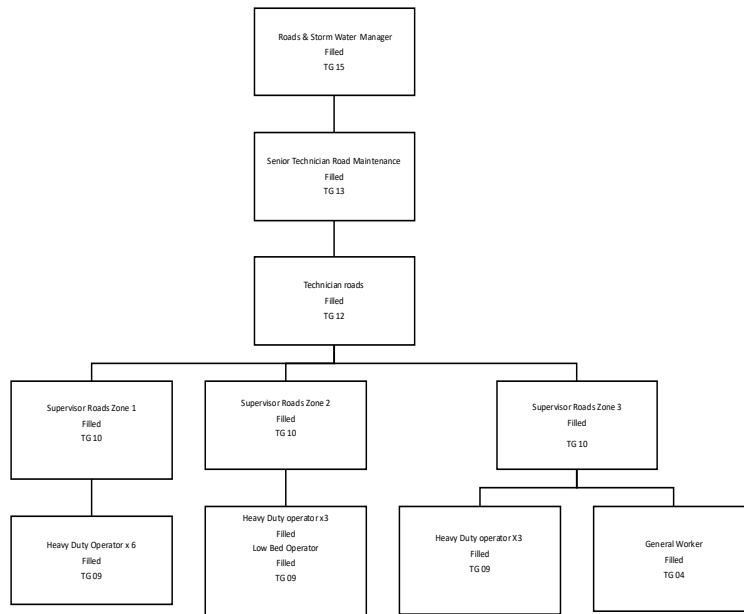 Roads & Storm Water Manager
Filled
TG 15
Senior Technician Road Maintenance
Filled
TG 13
Technician roads
Filled
TG 12
Supervisor Roads Zone 1
Filled
TG 10
Supervisor Roads Zone 2
Filled
TG 10
Supervisor Roads Zone 3
Filled
TG 10
Heavy Duty Operator x 6
Filled
TG 09
Heavy Duty operator x3
Filled
Low Bed Operator
Filled
TG 09
Heavy Duty operator X3
Filled
TG 09
General Worker
Filled
TG 04